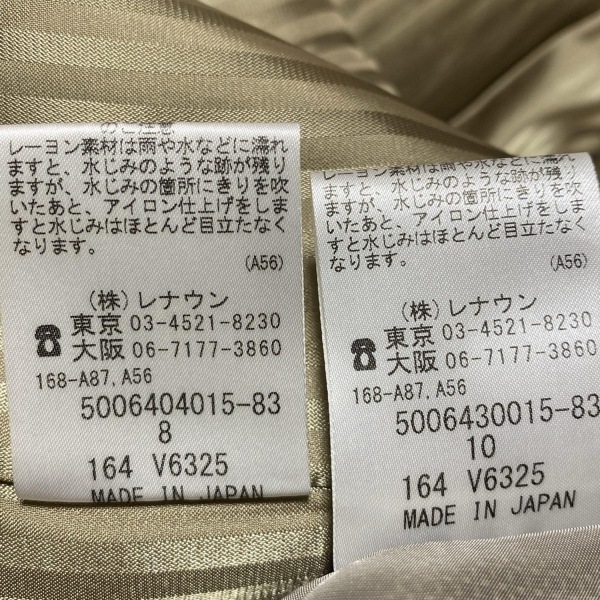 のご注意
レーヨン素材は雨や水などに濡れ
ますと、水じみのような跡が残り
ますが、水じみの箇所にきりを吹
いたあと、アイロン仕上げをしま
すと水じみはほとんど目立たなく
なります。
(A56)
(株)レナウン
☎ 東京 03-4521-8230
大阪 06-7177-3860
168-A87,A56
5006404015-83
8
164 V6325
MADE IN JAPAN
レーヨン素材は雨や水などに濡れ
ますと、水じみのような跡が残り
ますが、水じみの箇所にきりを吹
いたあと、アイロン仕上げをしま
すと水じみはほとんど目立たなく
なります。
(A56)
(株)レナウン
☎ 東京 03-4521-8230
大阪 06-7177-3860
168-A87,A56
5006430015-83
10
164 V6325
MADE IN JAPAN